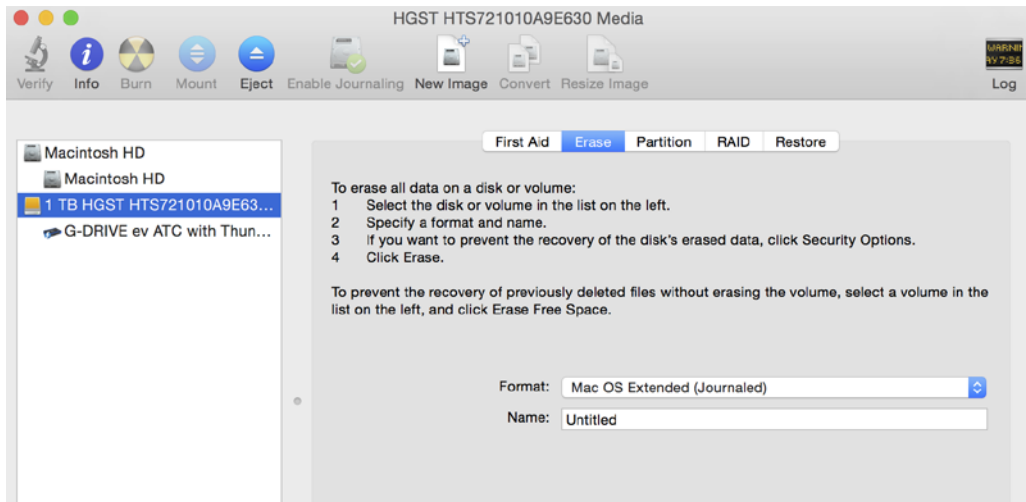 HGST HTS721010A9E630 Media
Verify Info Burn Mount Eject Enable Journaling New Image Convert Resize Image Log
WARNIN
AY 7:36
First Aid Erase Partition RAID Restore
Macintosh HD
Macintosh HD
1 TB HGST HTS721010A9E63...
G-DRIVE ev ATC with Thun...
To erase all data on a disk or volume:
1 Select the disk or volume in the list on the left.
2 Specify a format and name.
3 If you want to prevent the recovery of the disk's erased data, click Security Options.
4 Click Erase.
To prevent the recovery of previously deleted files without erasing the volume, select a volume in the
list on the left, and click Erase Free Space.
Format: Mac OS Extended (Journaled)
Name: Untitled